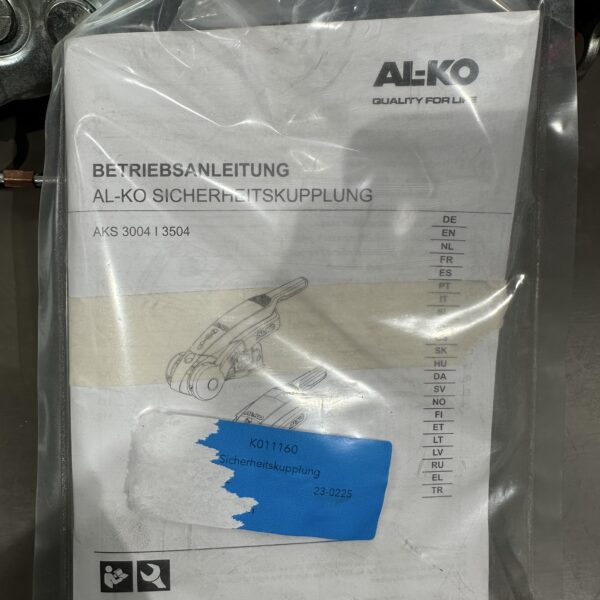 AL-KO
QUALITY FOR LIFE
BETRIEBSANLEITUNG
AL-KO SICHERHEITSKUPPLUNG
AKS 3004 I 3504
DE
EN
NL
FR
ES
PT
IT
SL
SK
HU
DA
SV
NO
FI
ET
LT
LV
RU
EL
TR
K011160
Sicherheitskupplung
23-0225